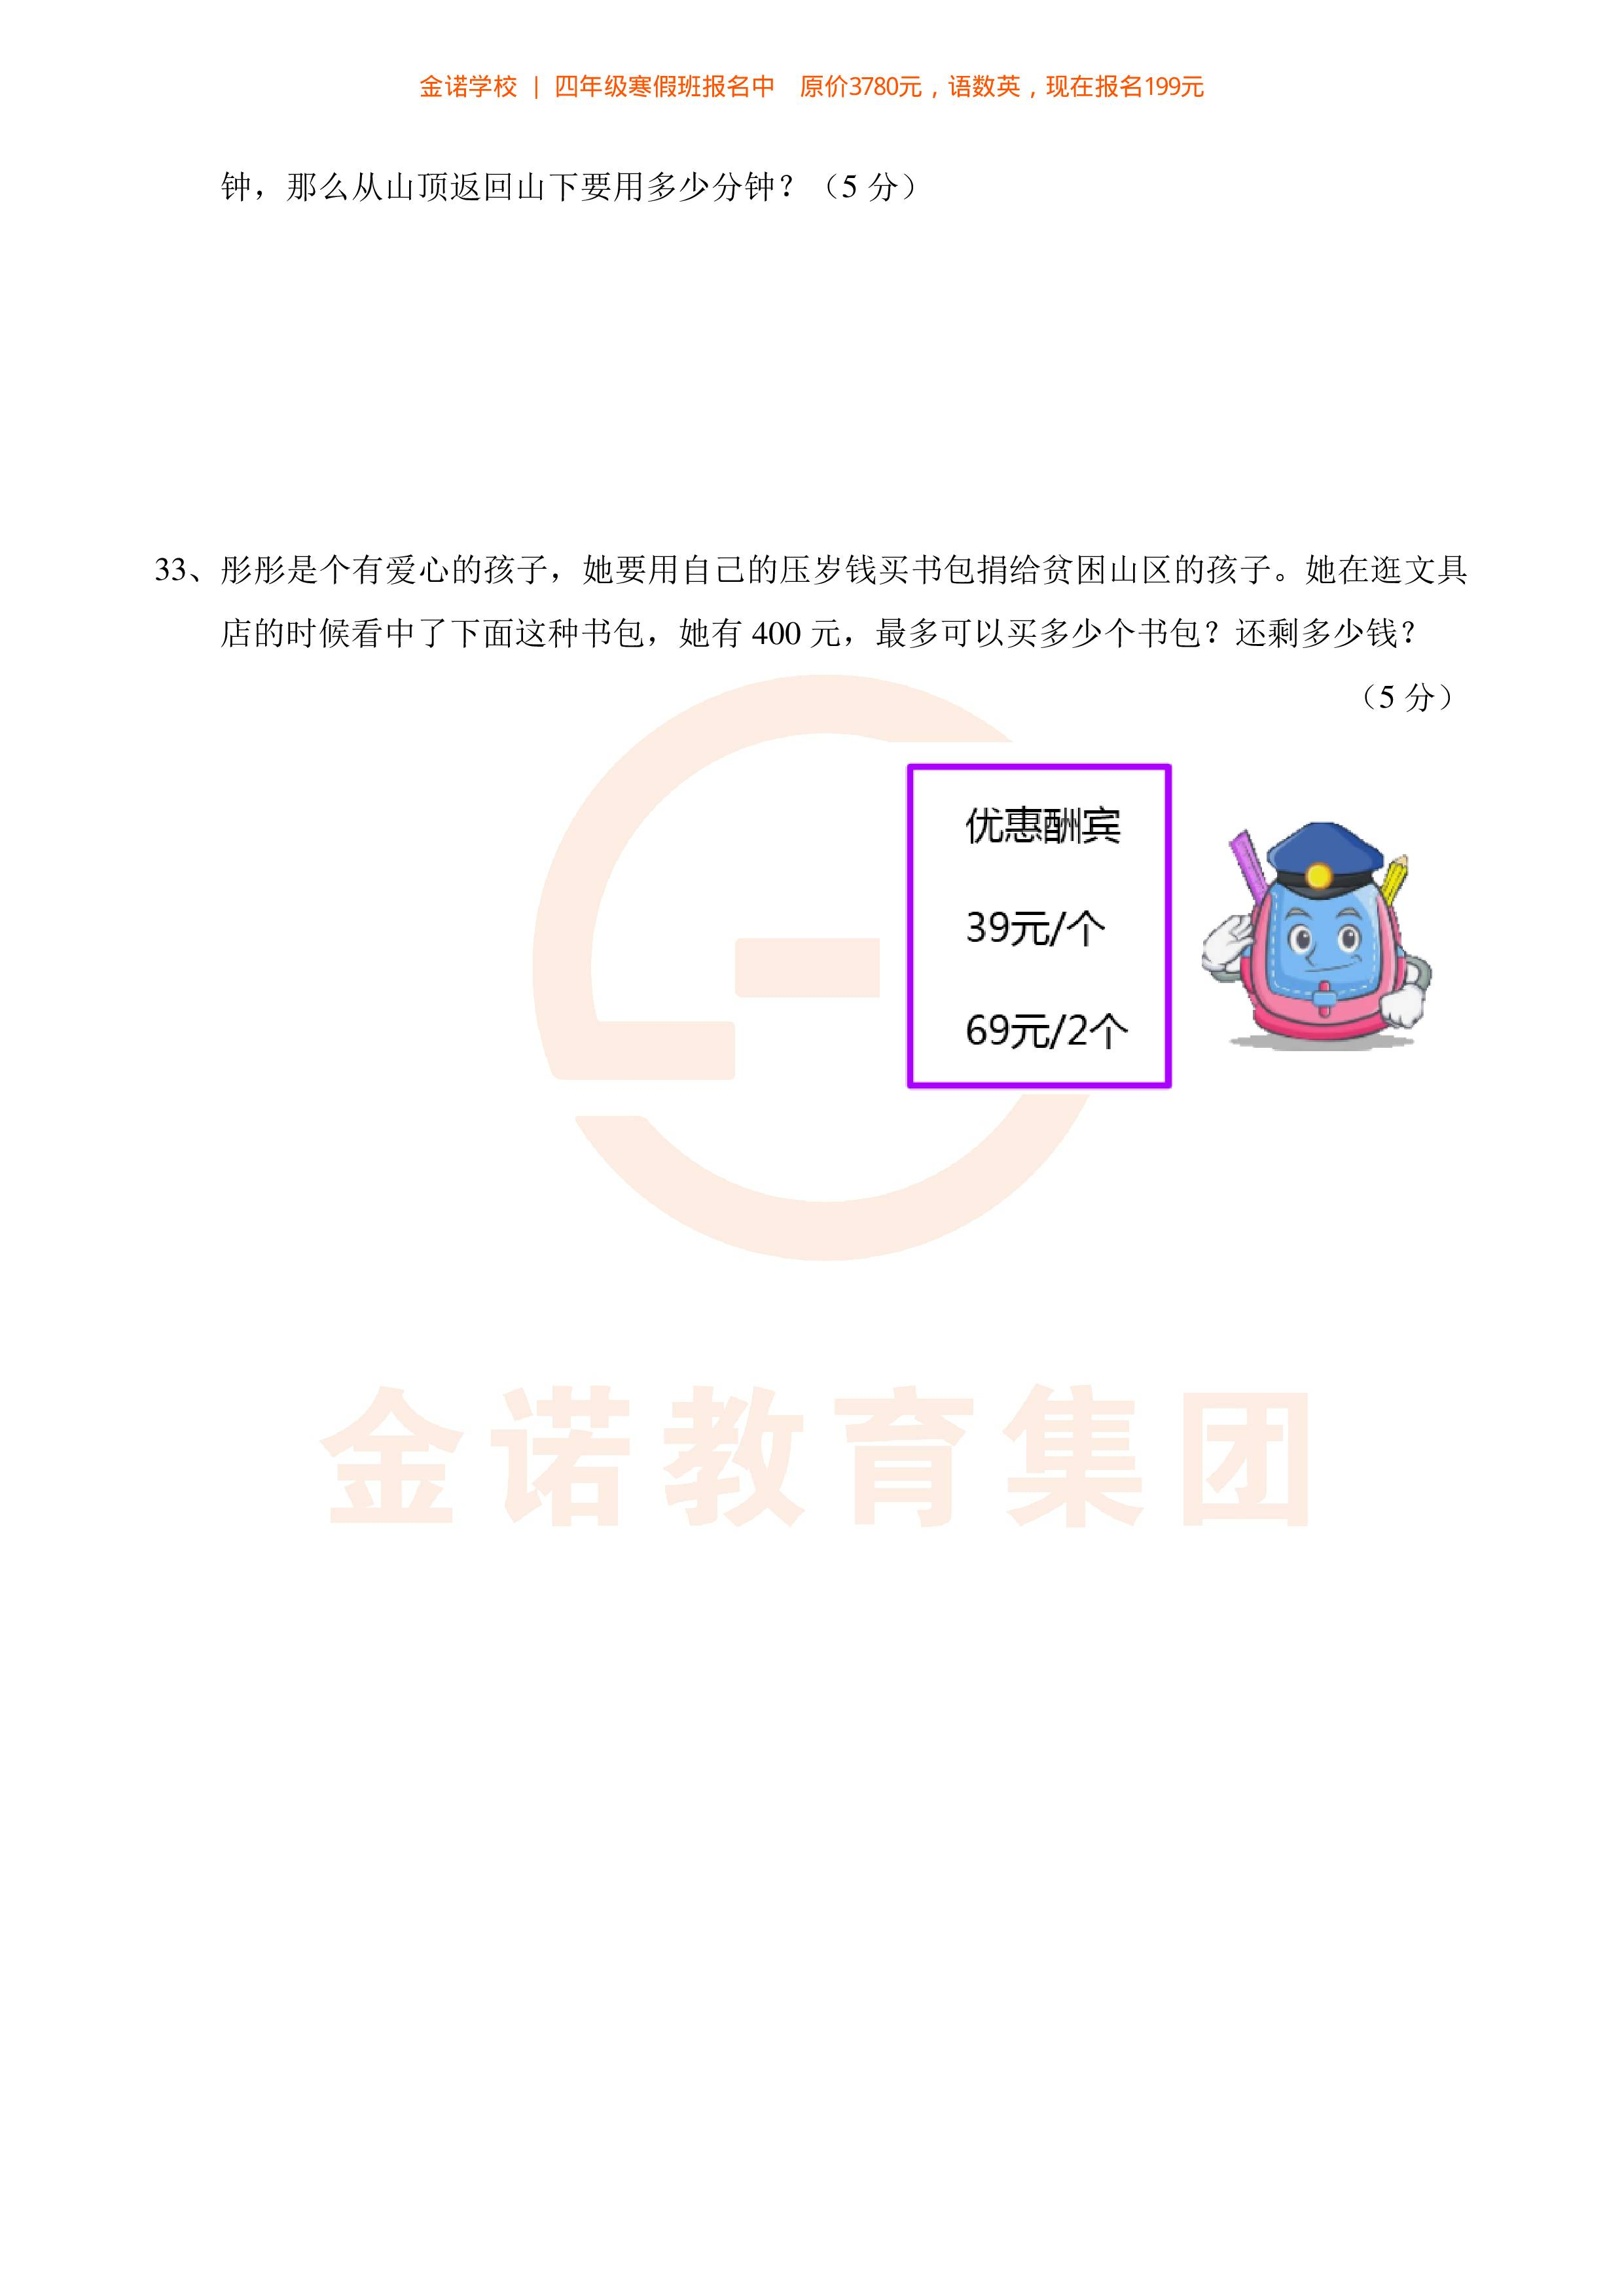 金诺学校 | 四年级寒假班报名中 原价3780元，语数英，现在报名199元
钟，那么从山顶返回山下要用多少分钟？（5 分）
33、彤彤是个有爱心的孩子，她要用自己的压岁钱买书包捐给贫困山区的孩子。她在逛文具
店的时候看中了下面这种书包，她有 400 元，最多可以买多少个书包？还剩多少钱？
（5 分）
优惠酬宾
39元/个
69元/2个
金诺教育集团